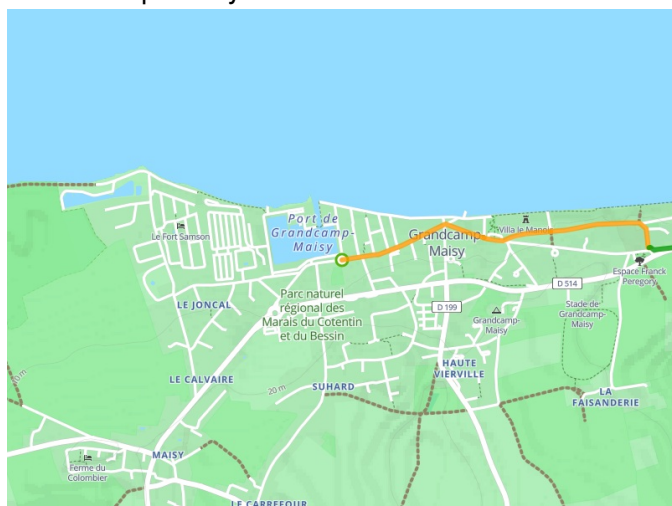 Port de
Grandcamp-
Maisy
Le Fort Samson
Grandcamp-
Maisy
Villa le Manoir
Espace Franck
Peregory
D 514
LE JONCAL
Parc naturel
régional des
Marais du Cotentin
et du Bessin
D 199
Grandcamp-
Maisy
Stade de
Grandcamp-
Maisy
LE CALVAIRE
20 m
SUHARD
HAUTE
VIERVILLE
LA
FAISANDERIE
MAISY
Ferme du
Colombier
LE CARREFOUR